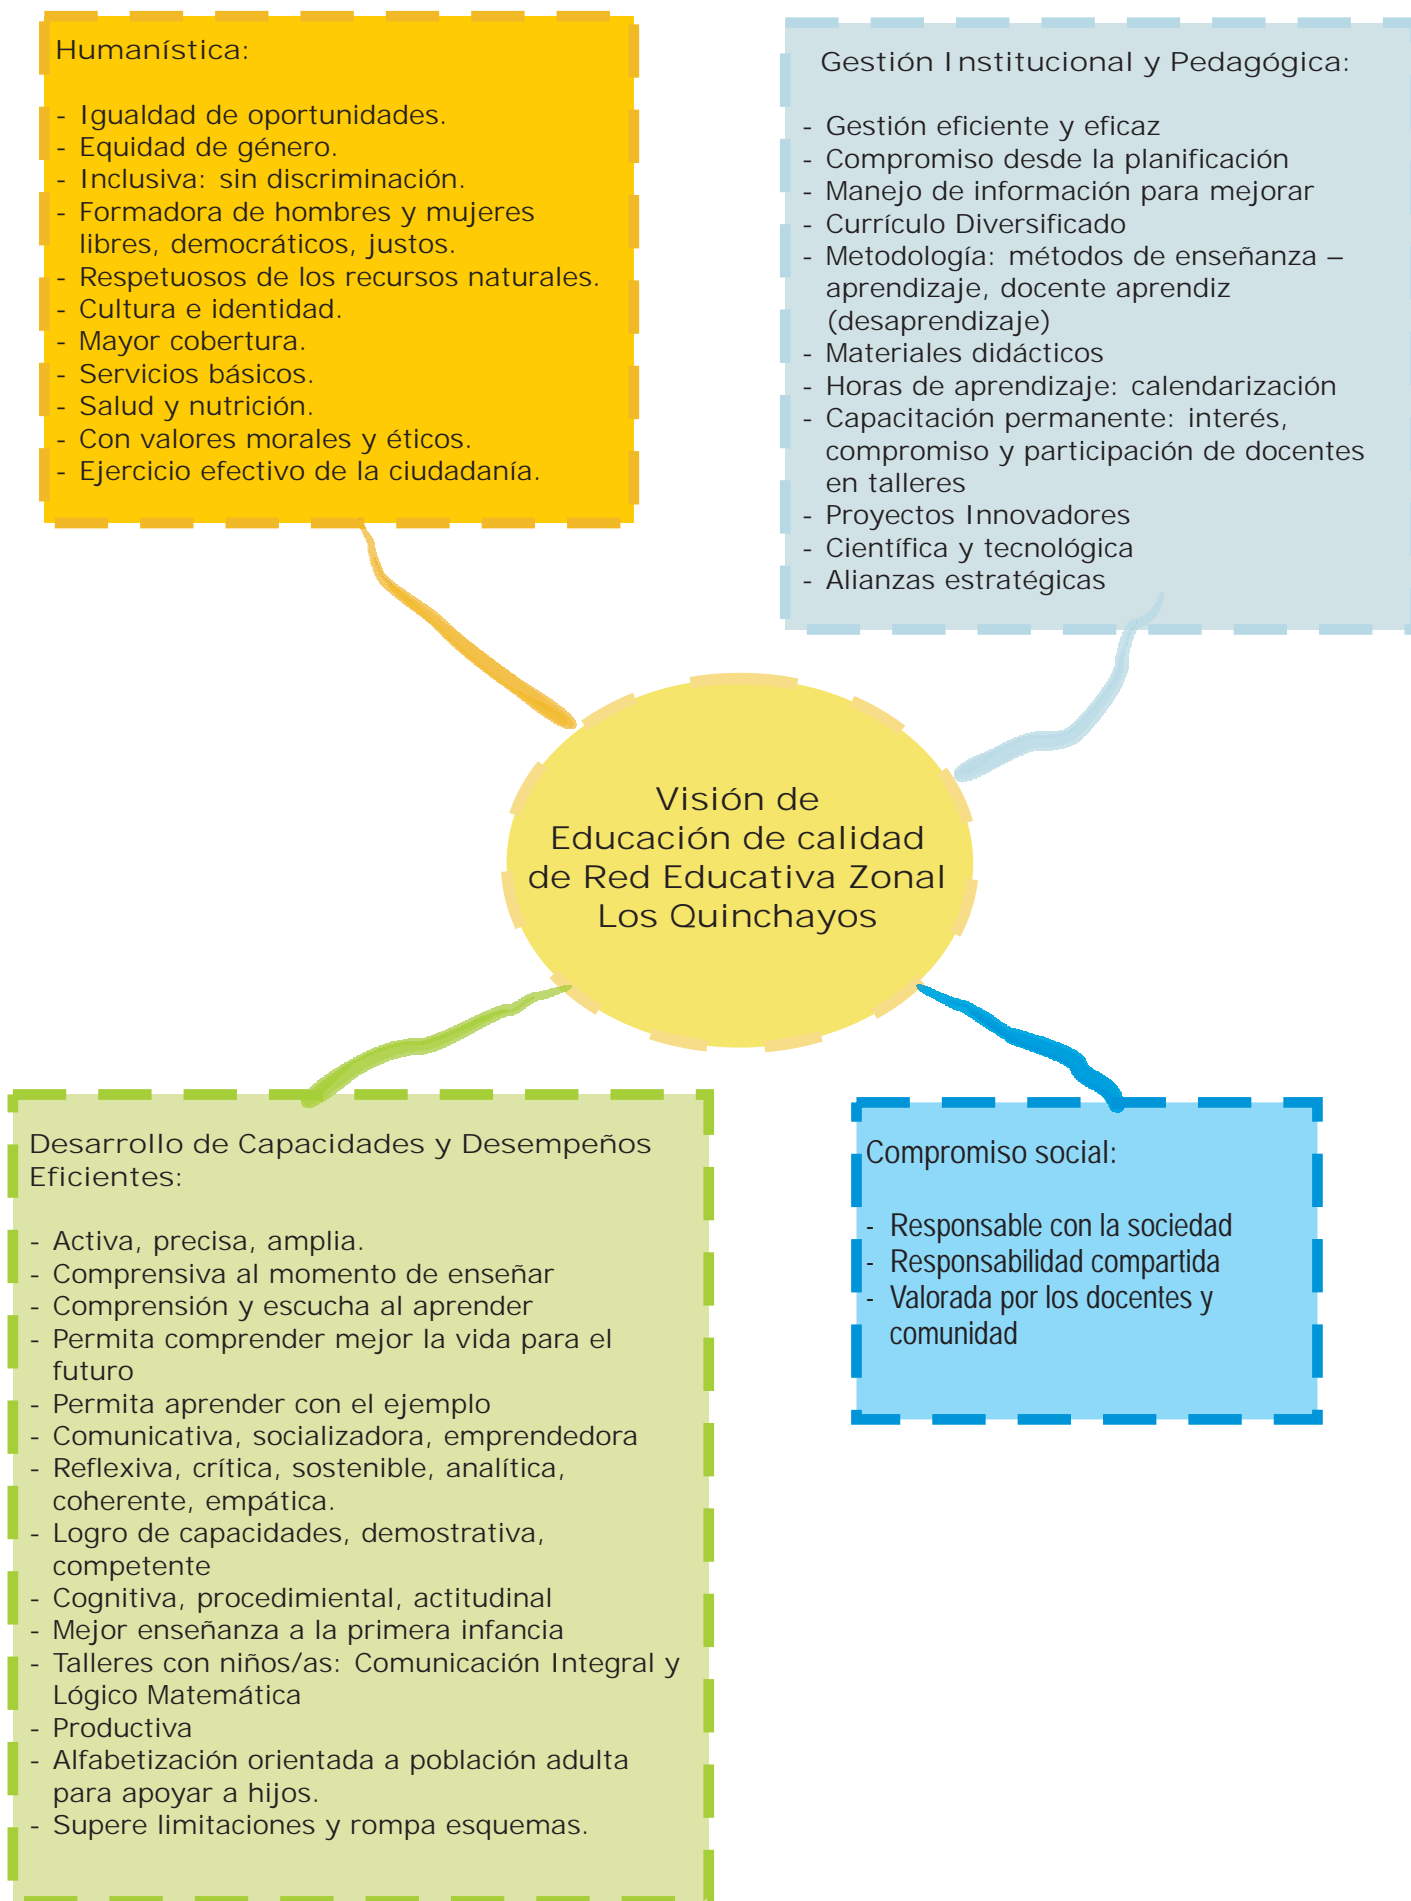 Humanística:
- Igualdad de oportunidades.
- Equidad de género.
- Inclusiva: sin discriminación.
- Formadora de hombres y mujeres
libres, democráticos, justos.
- Respetuosos de los recursos naturales.
- Cultura e identidad.
- Mayor cobertura.
- Servicios básicos.
- Salud y nutrición.
- Con valores morales y éticos.
- Ejercicio efectivo de la ciudadanía.
Gestión Institucional y Pedagógica:
- Gestión eficiente y eficaz
- Compromiso desde la planificación
- Manejo de información para mejorar
- Currículo Diversificado
- Metodología: métodos de enseñanza –
aprendizaje, docente aprendiz
(desaprendizaje)
- Materiales didácticos
- Horas de aprendizaje: calendarización
- Capacitación permanente: interés,
compromiso y participación de docentes
en talleres
- Proyectos Innovadores
- Científica y tecnológica
- Alianzas estratégicas
Visión de
Educación de calidad
de Red Educativa Zonal
Los Quinchayos
Desarrollo de Capacidades y Desempeños
Eficientes:
- Activa, precisa, amplia.
- Comprensiva al momento de enseñar
- Comprensión y escucha al aprender
- Permita comprender mejor la vida para el
futuro
- Permita aprender con el ejemplo
- Comunicativa, socializadora, emprendedora
- Reflexiva, crítica, sostenible, analítica,
coherente, empática.
- Logro de capacidades, demostrativa,
competente
- Cognitiva, procedimiental, actitudinal
- Mejor enseñanza a la primera infancia
- Talleres con niños/as: Comunicación Integral y
Lógico Matemática
- Productiva
- Alfabetización orientada a población adulta
para apoyar a hijos.
- Supere limitaciones y rompa esquemas.
Compromiso social:
- Responsable con la sociedad
- Responsabilidad compartida
- Valorada por los docentes y
comunidad